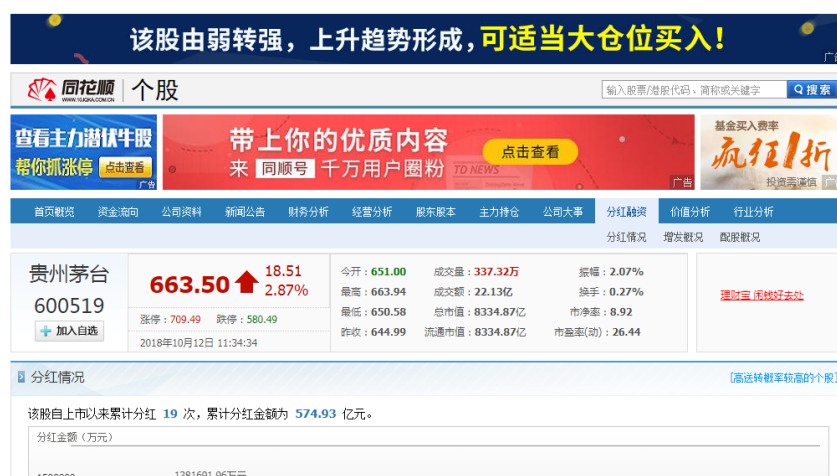 该股由弱转强，上升趋势形成，可适当大仓位买入！
同花顺 个股
WWW.10JQKA.COM.CN
输入股票/港股代码、简称或关键字 搜索
查看主力潜伏牛股
帮你抓涨停 点击查看
广告
带上你的优质内容
来 同顺号 千万用户圈粉
点击查看
TD NEWS
广告
基金买入费率
疯狂1折
投资需谨慎
首页概览 资金流向 公司资料 新闻公告 财务分析 经营分析 股东股本 主力持仓 公司大事 分红融资 价值分析 行业分析
分红情况 增发概况 配股概况
贵州茅台
600519
加入自选
663.50 18.51
2.87%
涨停：709.49 跌停：580.49
2018年10月12日 11:34:34
今开：651.00 成交量：337.32万 振幅：2.07%
最高：663.94 成交额：22.13亿 换手：0.27%
最低：650.58 总市值：8334.87亿 市净率：8.92
昨收：644.99 流通市值：8334.87亿 市盈率(动)：26.44
理财宝 闲钱好去处
分红情况
[高送转概率较高的个股]
该股自上市以来累计分红 19 次，累计分红金额为 574.93 亿元。
分红金额（万元）
1381691.96万元